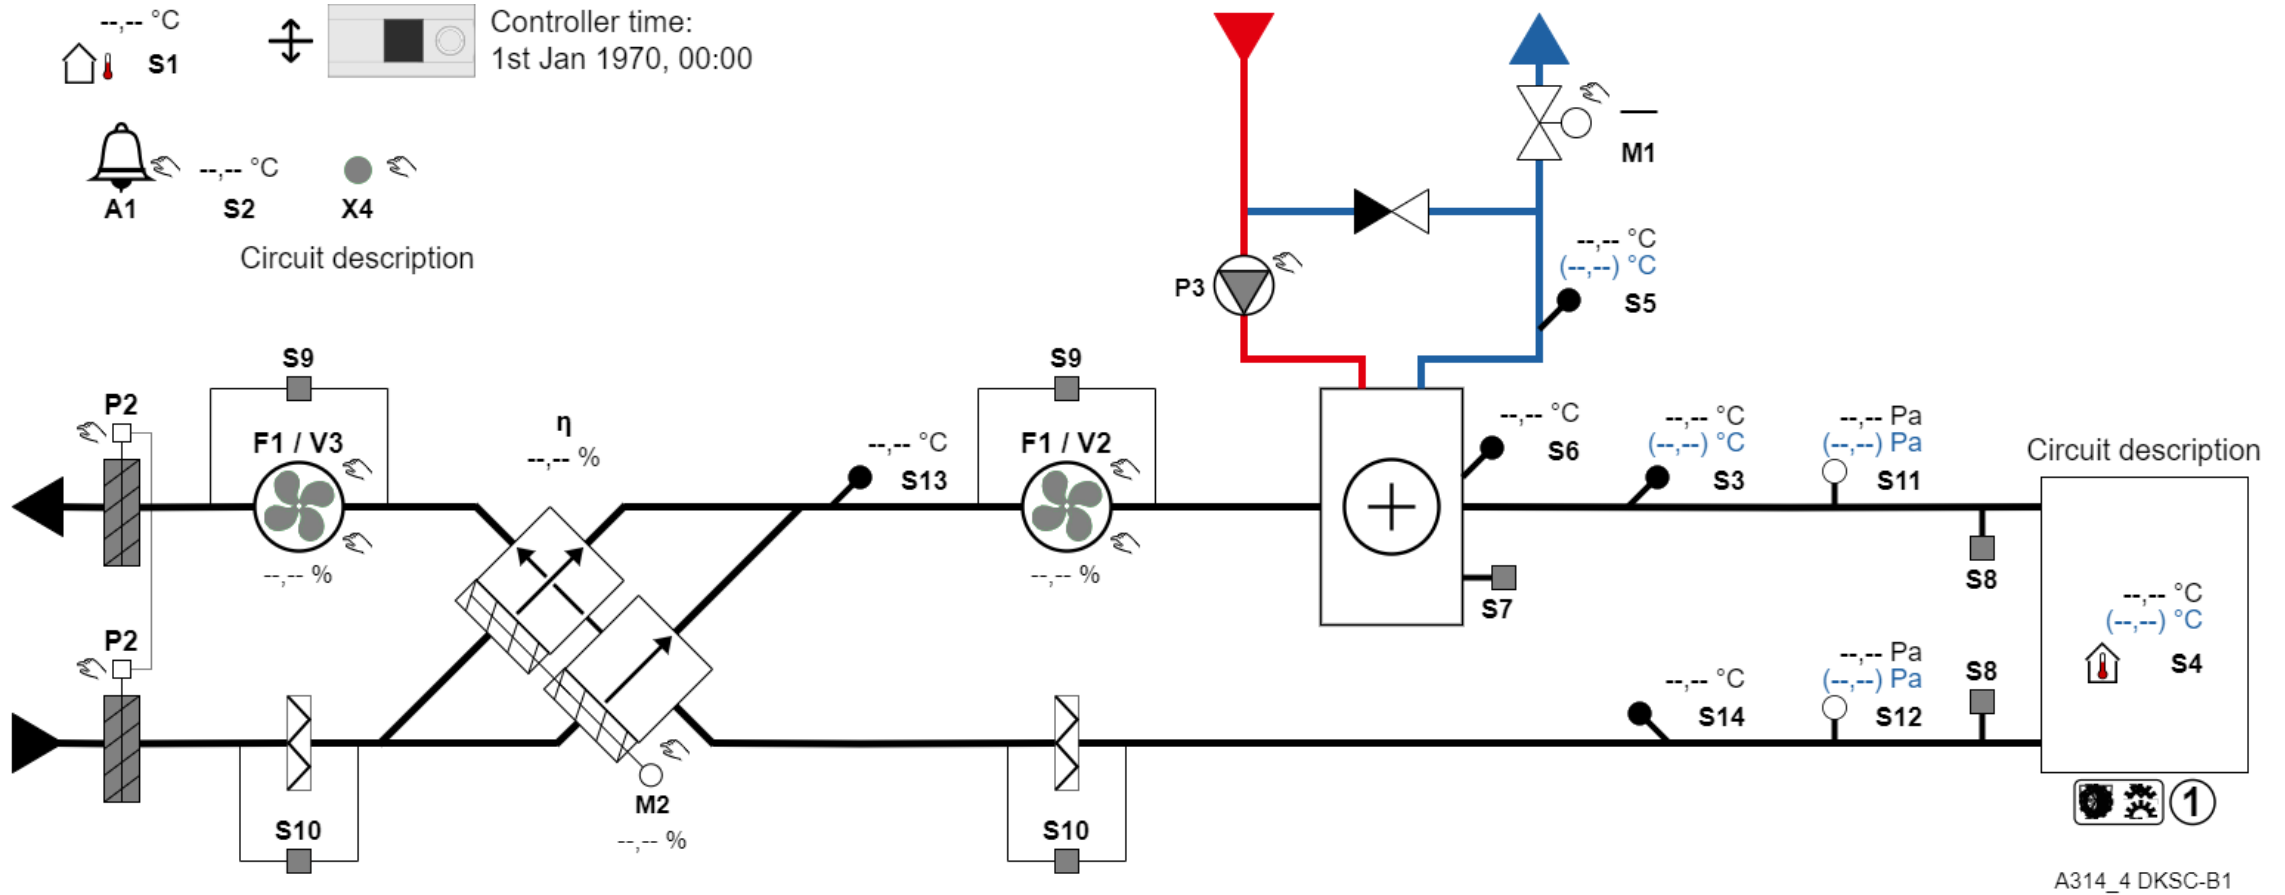 --,-- °C
S1
Controller time:
1st Jan 1970, 00:00
A1
--,-- °C
S2
X4
Circuit description
M1
P3
--,-- °C
(--,--) °C
S5
P2
S9
F1 / V3
--,-- %
η
--,-- %
--,-- °C
S13
S9
F1 / V2
--,-- %
--,-- °C
S6
S7
--,-- °C
(--,--) °C
S3
--,-- Pa
(--,--) Pa
S11
S8
Circuit description
--,-- °C
(--,--) °C
S4
P2
S10
M2
--,-- %
S10
--,-- °C
S14
--,-- Pa
(--,--) Pa
S12
S8
1
A314_4 DKSC-B1